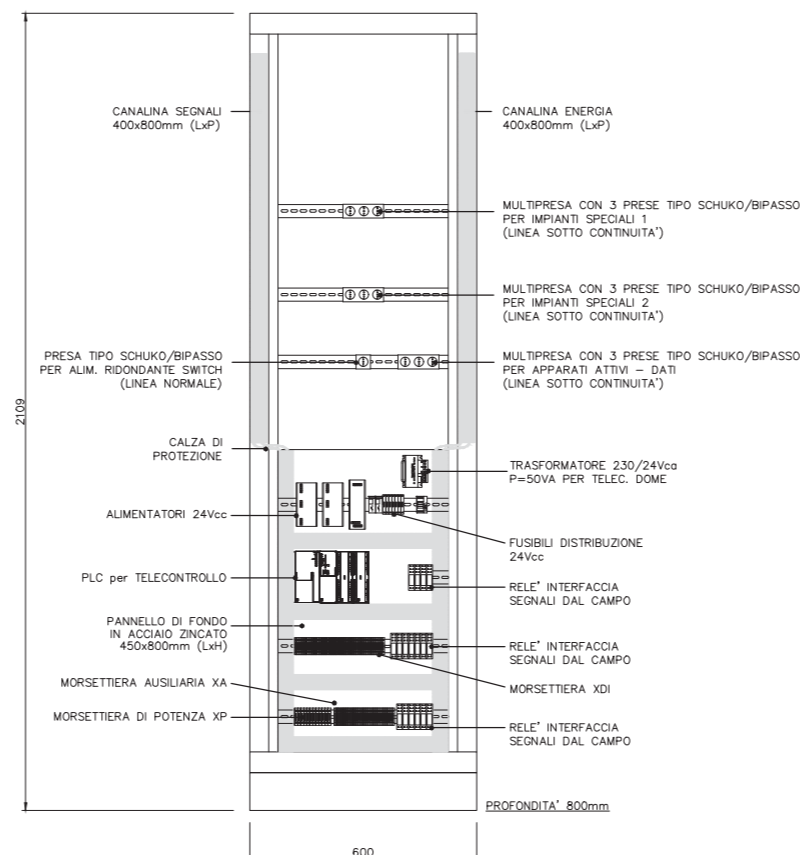 CANALINA SEGNALI
400x800mm (LxP)
CANALINA ENERGIA
400x800mm (LxP)
MULTIPRESA CON 3 PRESE TIPO SCHUKO/BIPASSO
PER IMPIANTI SPECIALI 1
(LINEA SOTTO CONTINUITA')
MULTIPRESA CON 3 PRESE TIPO SCHUKO/BIPASSO
PER IMPIANTI SPECIALI 2
(LINEA SOTTO CONTINUITA')
PRESA TIPO SCHUKO/BIPASSO
PER ALIM. RIDONDANTE SWITCH
(LINEA NORMALE)
MULTIPRESA CON 3 PRESE TIPO SCHUKO/BIPASSO
PER APPARATI ATTIVI – DATI
(LINEA SOTTO CONTINUITA')
2109
CALZA DI
PROTEZIONE
TRASFORMATORE 230/24Vca
P=50VA PER TELEC. DOME
ALIMENTATORI 24Vcc
FUSIBILI DISTRIBUZIONE
24Vcc
PLC per TELECONTROLLO
RELE' INTERFACCIA
SEGNALI DAL CAMPO
PANNELLO DI FONDO
IN ACCIAIO ZINCATO
450x800mm (LxH)
RELE' INTERFACCIA
SEGNALI DAL CAMPO
MORSETTIERA AUSILIARIA XA
MORSETTIERA XDI
MORSETTIERA DI POTENZA XP
RELE' INTERFACCIA
SEGNALI DAL CAMPO
PROFONDITA' 800mm
600